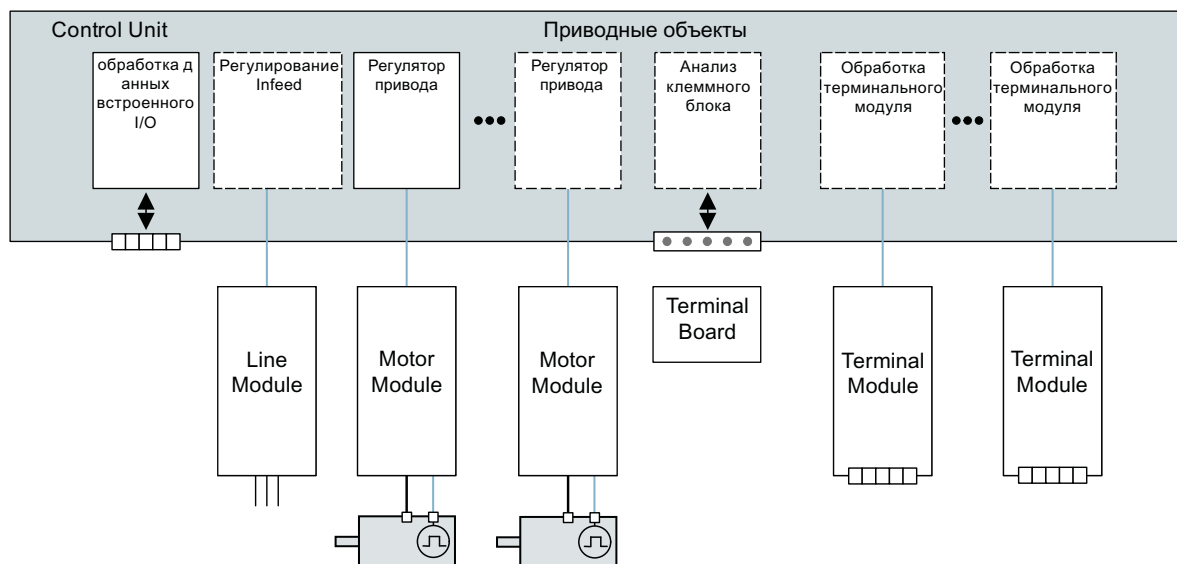 Control Unit
Приводные объекты
обработка д
анных
встроенного
I/O
Регулирование
Infeed
Регулятор
привода
Регулятор
привода
Анализ
клеммного
блока
Обработка
терминального
модуля
Обработка
терминального
модуля
Line
Module
Motor
Module
Motor
Module
Terminal
Board
Terminal
Module
Terminal
Module